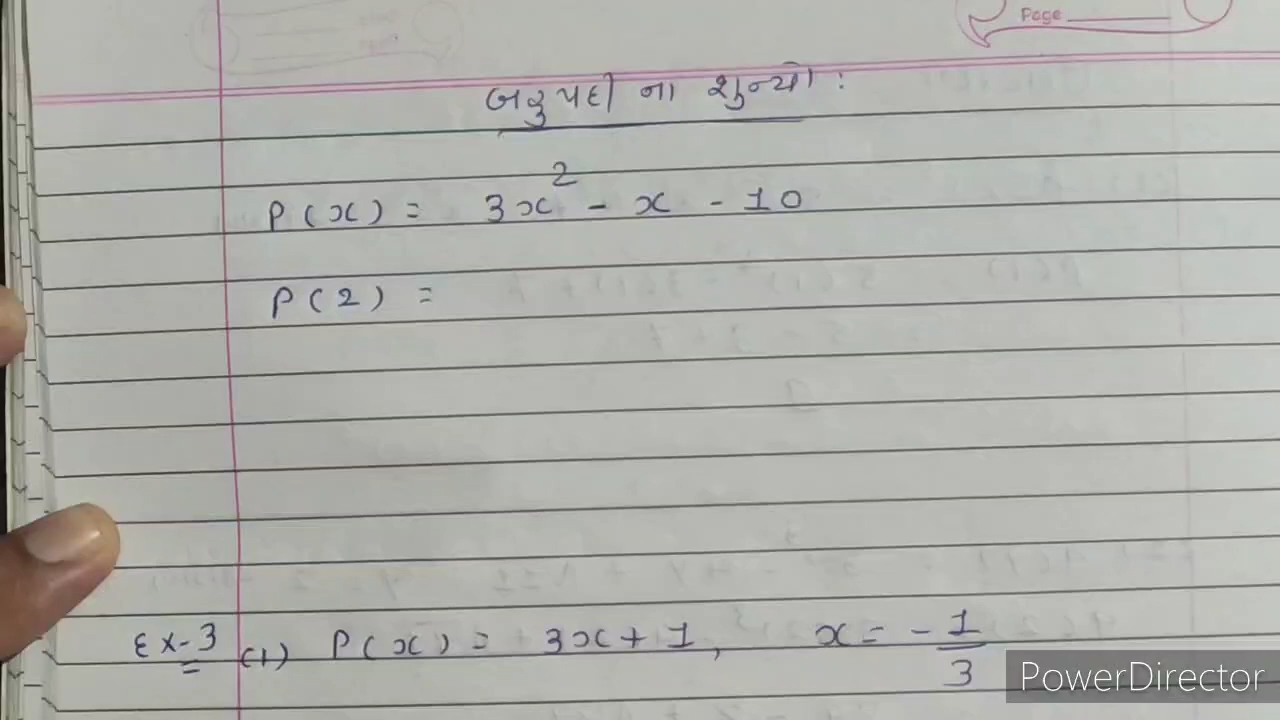 Page
બહુપદી ના શુન્યો :
P(x) = 3x² - x - 10
P(2) =
Ex-3 (1) P(x) = 3x + 1, x = -1/3
PowerDirector